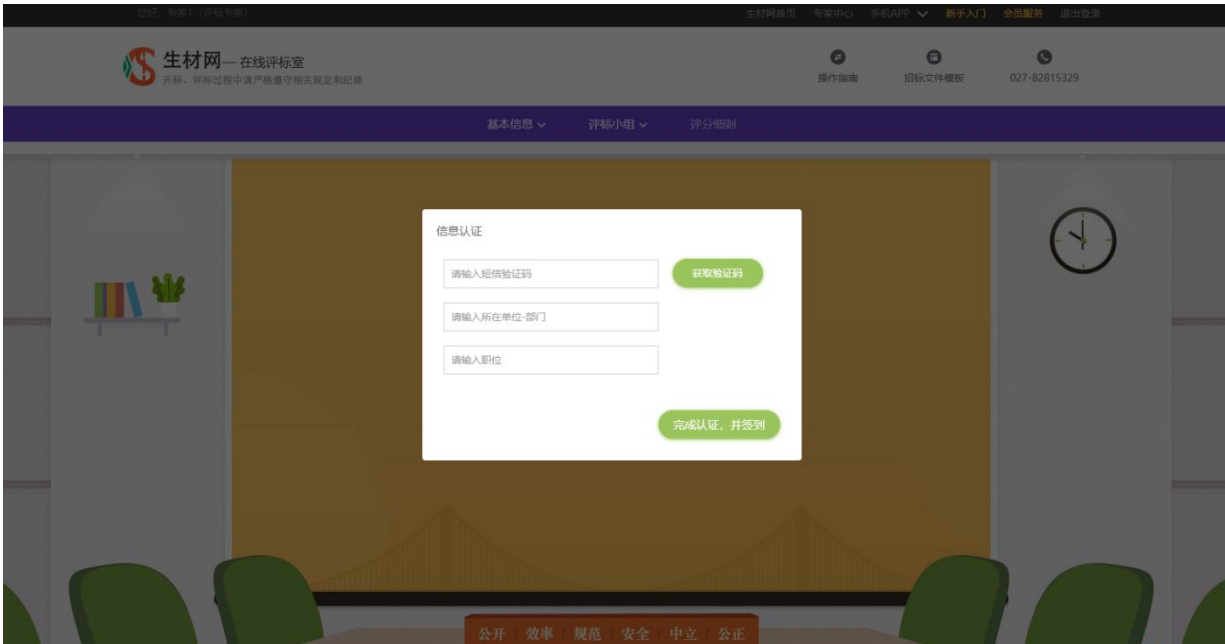 您好，专家1（评标专家） 生材网首页 专家中心 手机APP 新手入门 会员服务 退出登录
生材网—在线评标室
开标、评标过程中请严格遵守相关规定和纪律
操作指南 招标文件模板 027-82815329
基本信息 评标小组 评分细则
信息认证
请输入短信验证码 获取验证码
请输入所在单位-部门
请输入职位
完成认证，并签到
公开 效率 规范 安全 中立 公正